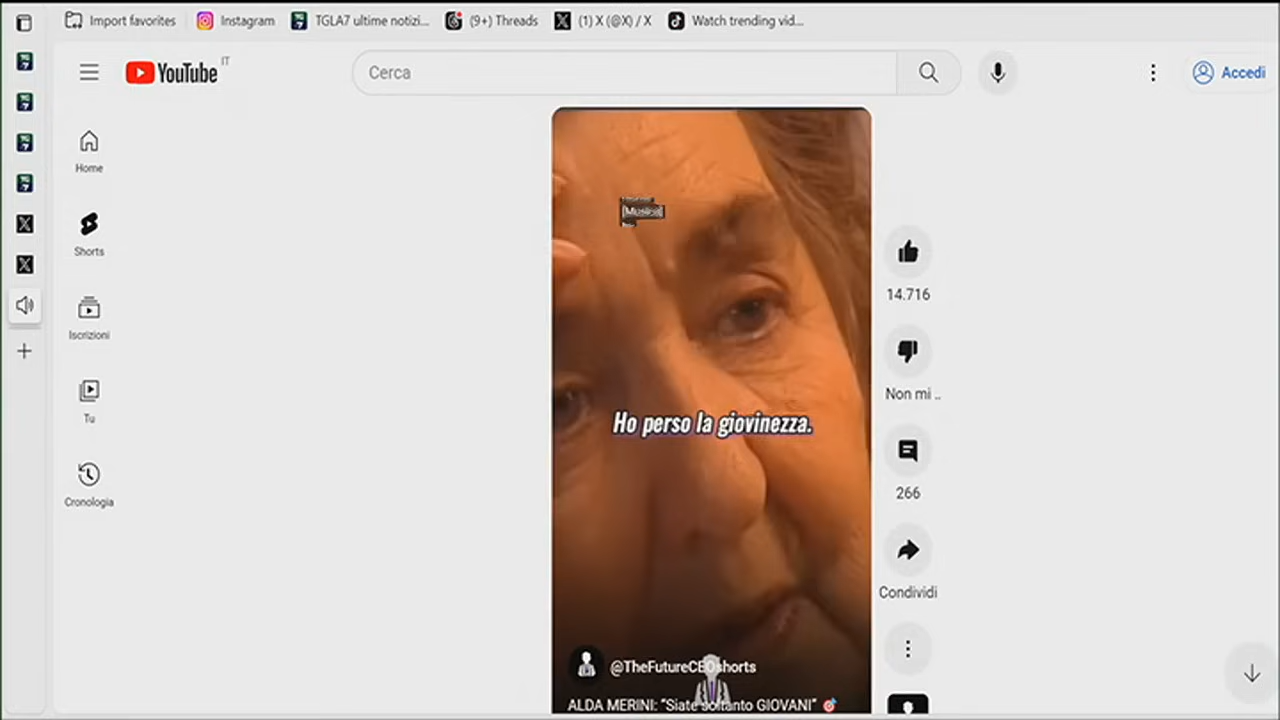 Import favorites
Instagram
TGLA7 ultime notizi...
(9+) Threads
(1) X (@X) / X
Watch trending vid...
YouTube IT
Cerca
Accedi
Home
Shorts
Iscrizioni
Tu
Cronologia
[Musica]
Ho perso la giovinezza.
14.716
Non mi ..
266
Condividi
@TheFutureCEOshorts
ALDA MERINI: "Siate soltanto GIOVANI"